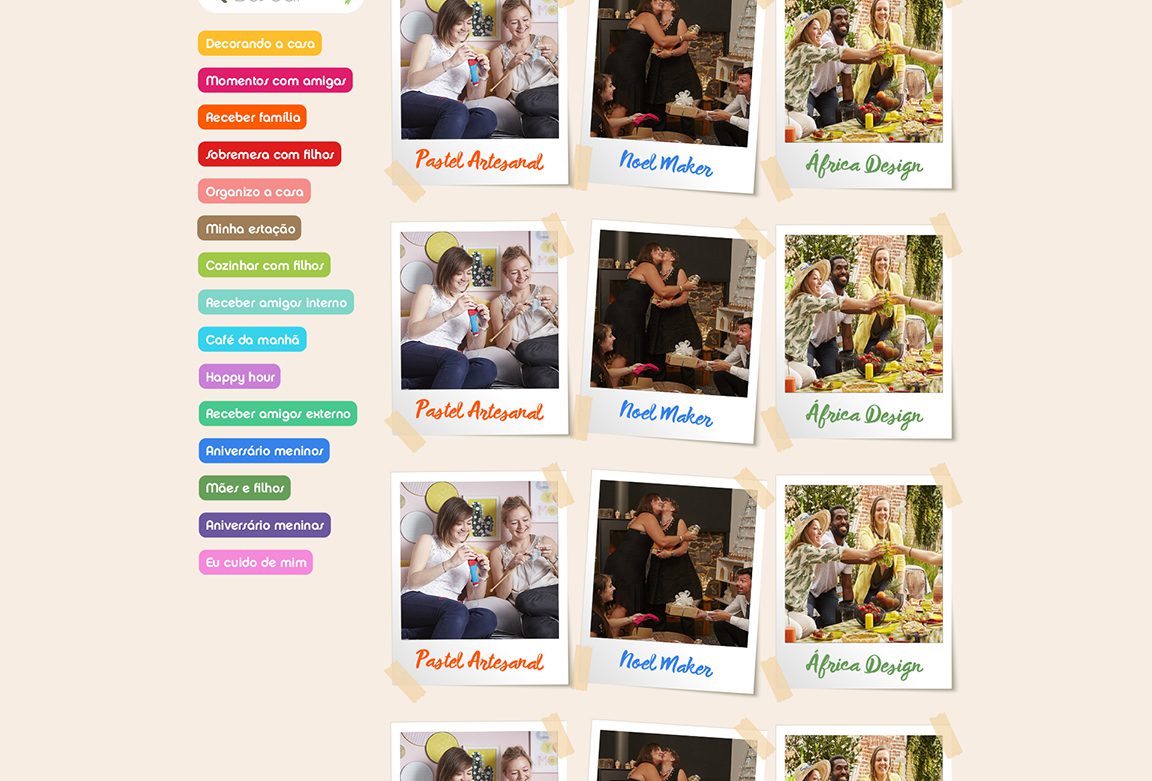 Decorando a casa
Momentos com amigas
Receber família
Sobremesa com filhos
Organizo a casa
Minha estação
Cozinhar com filhos
Receber amigos interno
Café da manhã
Happy hour
Receber amigos externo
Aniversário meninos
Mães e filhos
Aniversário meninas
Eu cuido de mim
Pastel Artesanal
Noel Maker
África Design
Pastel Artesanal
Noel Maker
África Design
Pastel Artesanal
Noel Maker
África Design